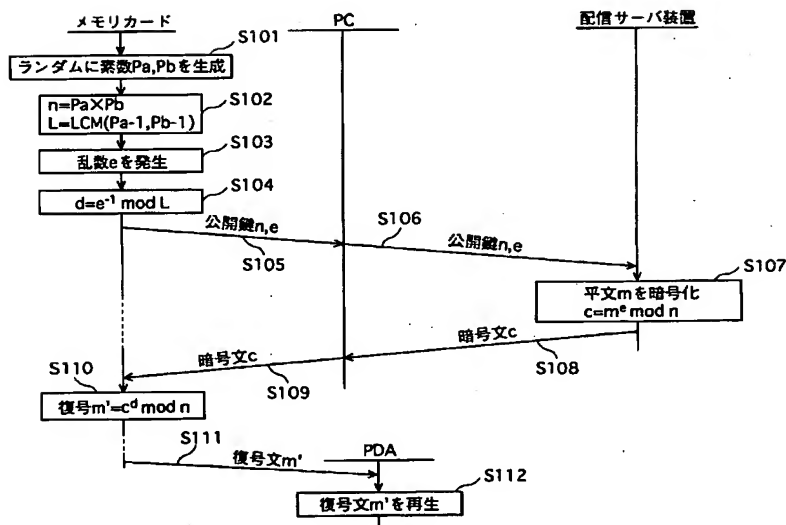 メモリカード
PC
配信サーバ装置
S101
ランダムに素数Pa,Pbを生成
S102
n=Pa×Pb
L=LCM(Pa-1,Pb-1)
S103
乱数eを発生
S104
d=e⁻¹ mod L
公開鍵n,e
S105
S106
公開鍵n,e
S107
平文mを暗号化
c=mᵉ mod n
暗号文c
S108
暗号文c
S109
S110
復号m'=cᵈ mod n
S111
復号文m'
PDA
S112
復号文m'を再生